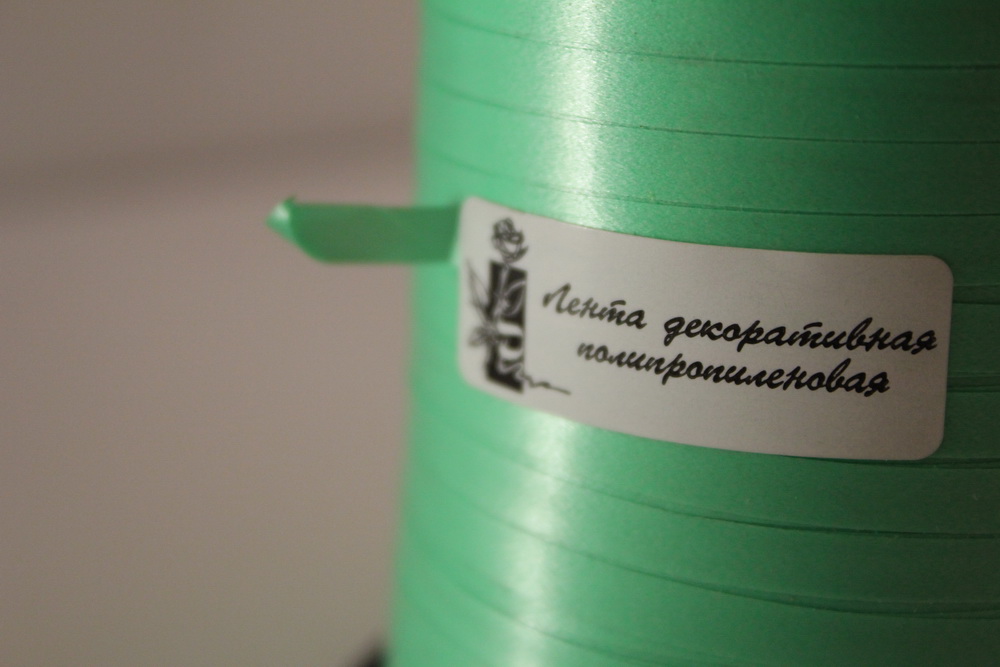 Лента декоративная
полипропиленовая